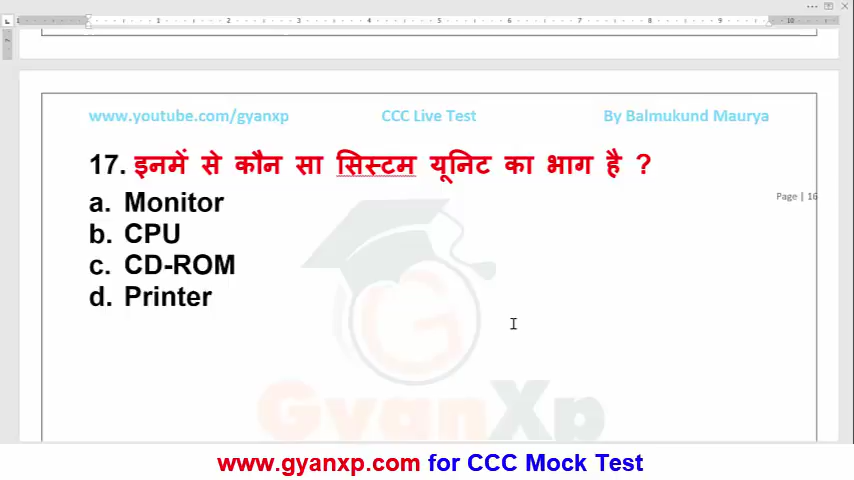 www.youtube.com/gyanxp CCC Live Test By Balmukund Maurya
17. इनमें से कौन सा सिस्टम यूनिट का भाग है ?
Page | 16
a. Monitor
b. CPU
c. CD-ROM
d. Printer
GyanXp
www.gyanxp.com for CCC Mock Test